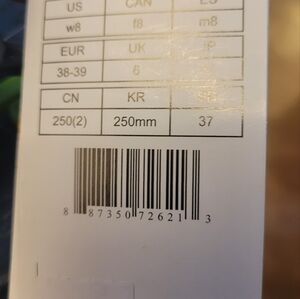 US CAN
w8 f8 m8
EUR UK
38-39 6
CN KR
250(2) 250mm 37
8 87350 72621 3